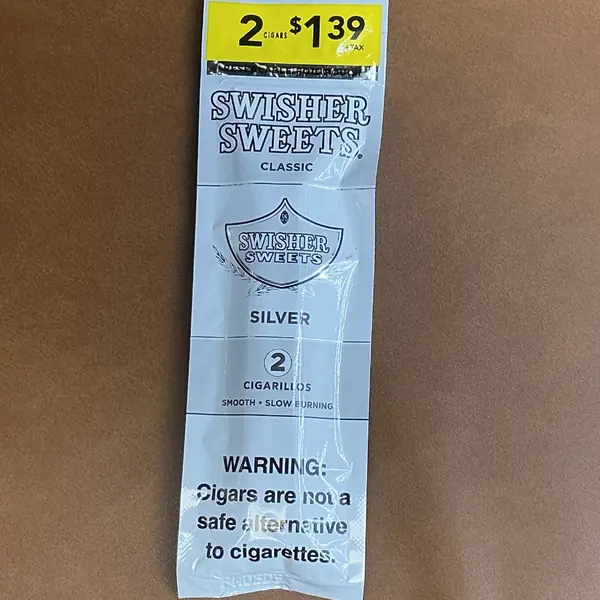 2 CIGARS $1.39
+TAX
SWISHER
SWEETS®
CLASSIC
SWISHER
SWEETS
SILVER
2
CIGARILLOS
SMOOTH • SLOW BURNING
WARNING:
Cigars are not a
safe alternative
to cigarettes.